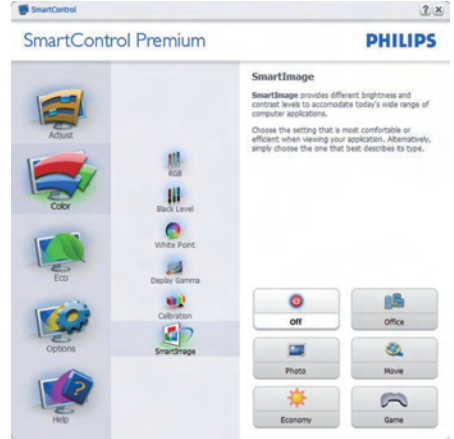 SmartControl
SmartControl Premium
PHILIPS
Adjust
Color
Eco
Options
Help
RGB
Black Level
White Point
Display Gamma
Calibration
SmartImage
SmartImage
SmartImage provides different brightness and
contrast levels to accomodate today's wide range of
computer applications.
Choose the setting that is most comfortable or
efficient when viewing your application. Alternatively,
simply choose the one that best describes its type.
Off
Office
Photo
Movie
Economy
Game